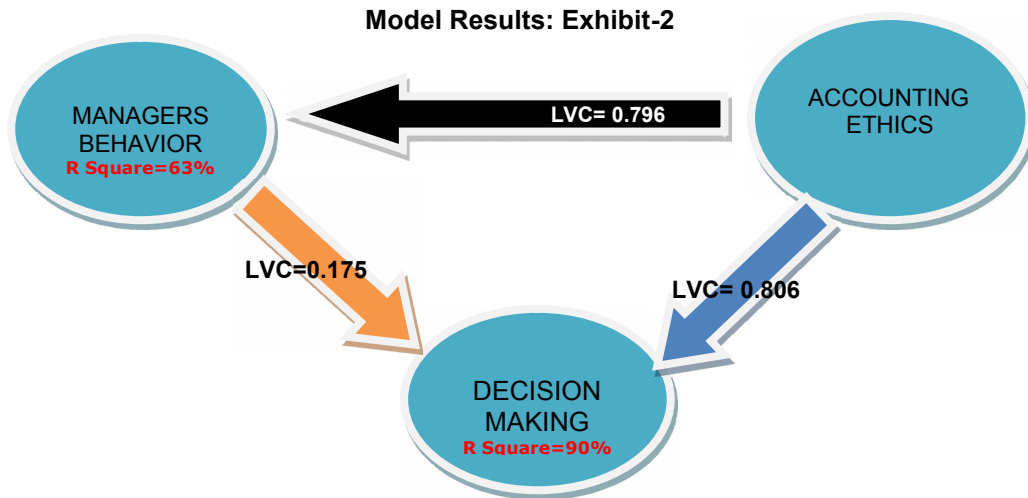 Model Results: Exhibit-2
MANAGERS
BEHAVIOR
R Square=63%
LVC= 0.796
ACCOUNTING
ETHICS
LVC=0.175
LVC= 0.806
DECISION
MAKING
R Square=90%